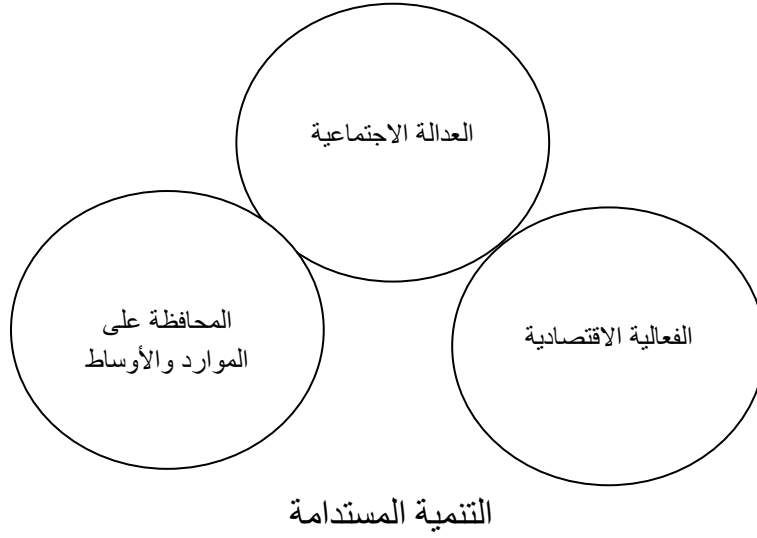 العدالة الاجتماعية
الفعالية الاقتصادية
المحافظة على
الموارد والأوساط
التنمية المستدامة